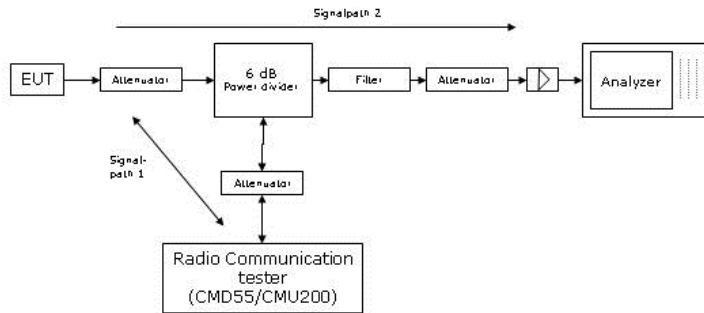 Signalpath 2
EUT
Attenuator
6 dB
Power divider
Filter
Attenuator
Analyzer
Signal-
path 1
Attenuator
Radio Communication
tester
(CMD55/CMU200)